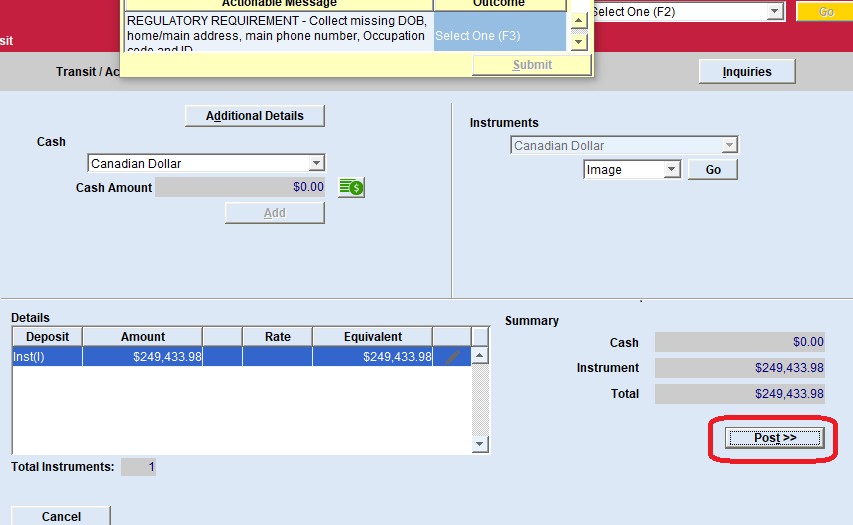 Actionable Message Outcome
REGULATORY REQUIREMENT - Collect missing DOB,
home/main address, main phone number, Occupation
code and ID
Select One (F3)
Submit
Select One (F2)
Go
sit
Transit / Ac
Inquiries
Additional Details
Cash
Canadian Dollar
Cash Amount $0.00
Add
Instruments
Canadian Dollar
Image Go
Details
Deposit Amount Rate Equivalent
Inst(I) $249,433.98 $249,433.98
Total Instruments: 1
Cancel
Summary
Cash $0.00
Instrument $249,433.98
Total $249,433.98
Post >>